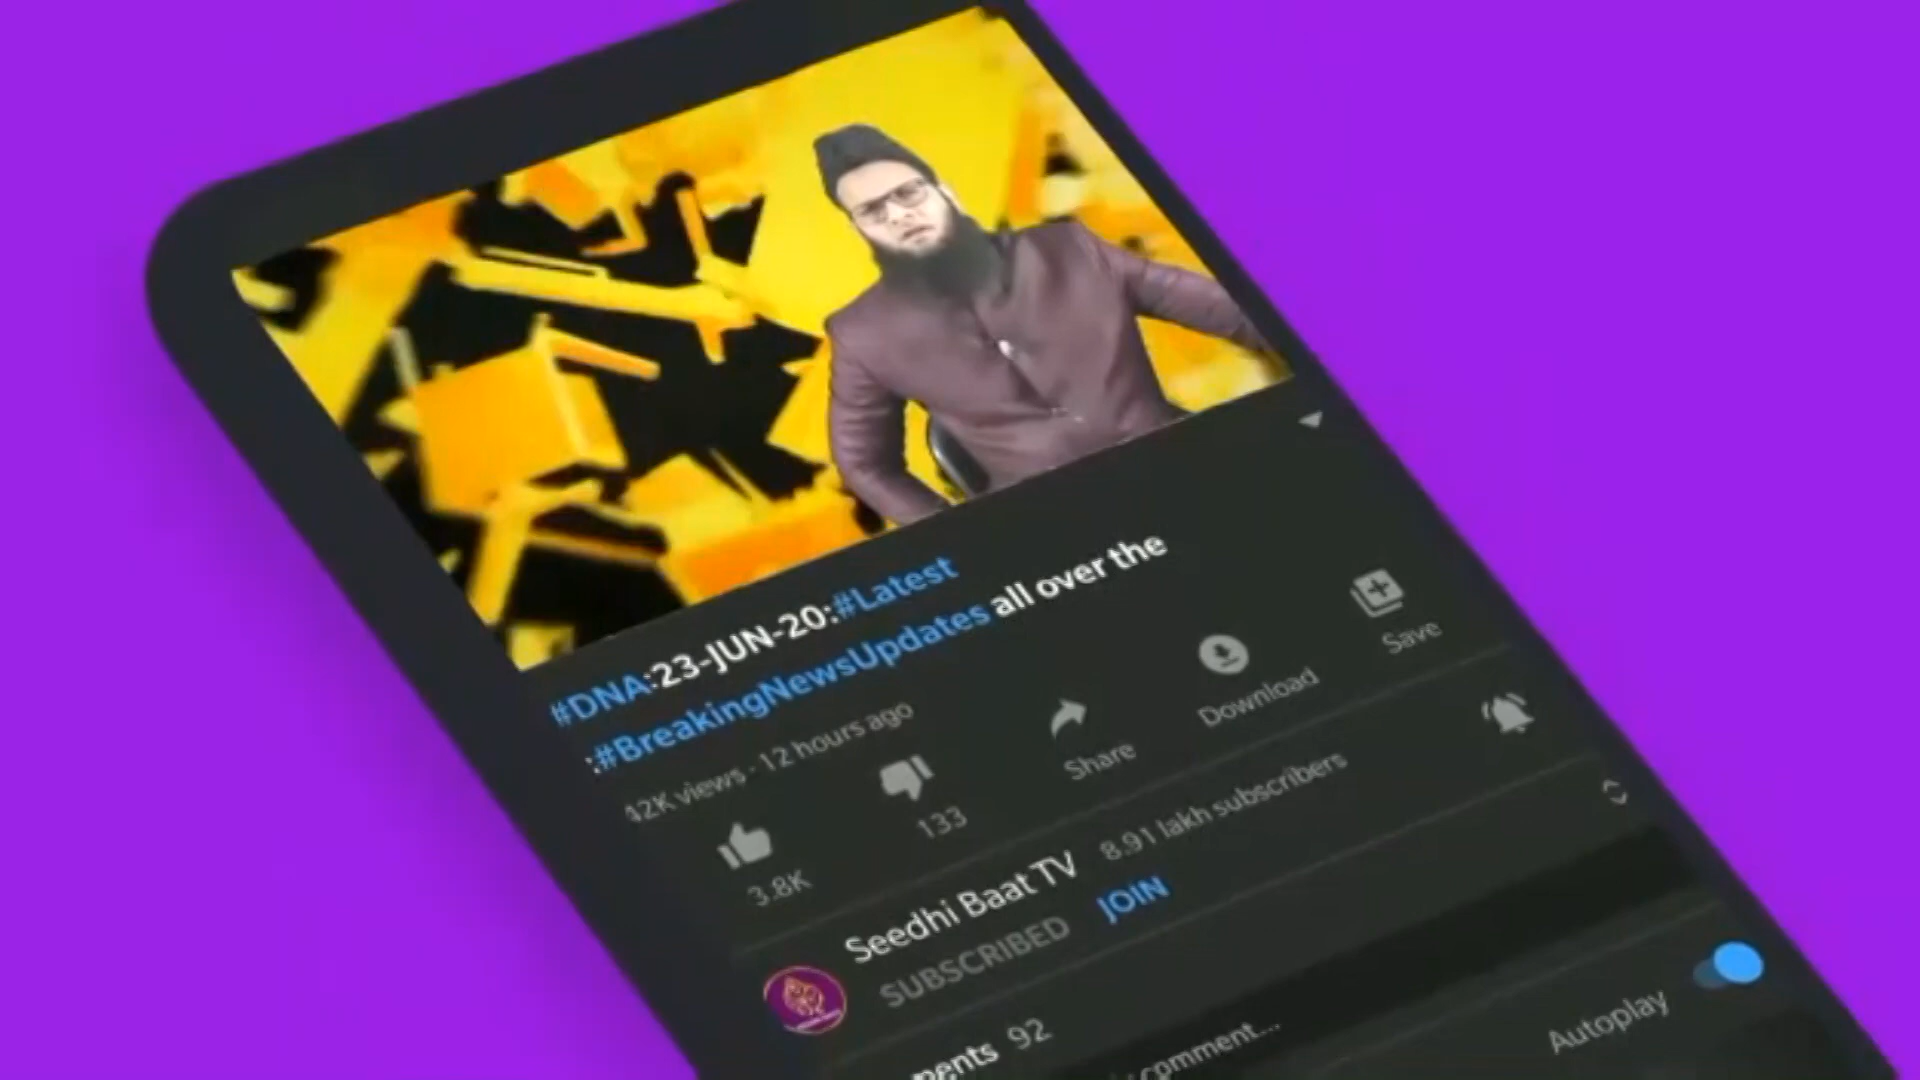 #DNA:23-JUN-20:#Latest
:#BreakingNewsUpdates all over the
42K views · 12 hours ago
3.8K
133
Share
Download
Save
Seedhi Baat TV
8.91 lakh subscribers
SUBSCRIBED
JOIN
92
comment...
Autoplay